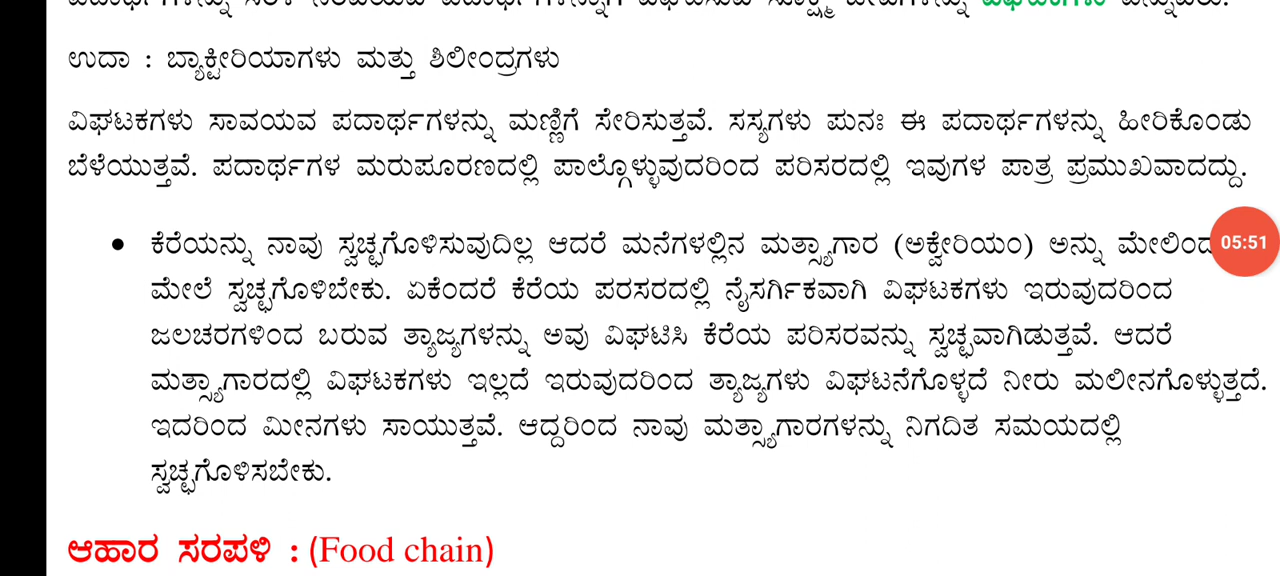 ಉದಾ : ಬ್ಯಾಕ್ಟೀರಿಯಾಗಳು ಮತ್ತು ಶಿಲೀಂದ್ರಗಳು
ವಿಘಟಕಗಳು ಸಾವಯವ ಪದಾರ್ಥಗಳನ್ನು ಮಣ್ಣಿಗೆ ಸೇರಿಸುತ್ತವೆ. ಸಸ್ಯಗಳು ಪುನಃ ಈ ಪದಾರ್ಥಗಳನ್ನು ಹೀರಿಕೊಂಡು
ಬೆಳೆಯುತ್ತವೆ. ಪದಾರ್ಥಗಳ ಮರುಪೂರಣದಲ್ಲಿ ಪಾಲ್ಗೊಳ್ಳುವುದರಿಂದ ಪರಿಸರದಲ್ಲಿ ಇವುಗಳ ಪಾತ್ರ ಪ್ರಮುಖವಾದದ್ದು.
• ಕೆರೆಯನ್ನು ನಾವು ಸ್ವಚ್ಛಗೊಳಿಸುವುದಿಲ್ಲ ಆದರೆ ಮನೆಗಳಲ್ಲಿನ ಮತ್ಸ್ಯಾಗಾರ (ಅಕ್ವೇರಿಯಂ) ಅನ್ನು ಮೇಲಿಂದ 05:51
ಮೇಲೆ ಸ್ವಚ್ಛಗೊಳಿಬೇಕು. ಏಕೆಂದರೆ ಕೆರೆಯ ಪರಸರದಲ್ಲಿ ನೈಸರ್ಗಿಕವಾಗಿ ವಿಘಟಕಗಳು ಇರುವುದರಿಂದ
ಜಲಚರಗಳಿಂದ ಬರುವ ತ್ಯಾಜ್ಯಗಳನ್ನು ಅವು ವಿಘಟಿಸಿ ಕೆರೆಯ ಪರಿಸರವನ್ನು ಸ್ವಚ್ಛವಾಗಿಡುತ್ತವೆ. ಆದರೆ
ಮತ್ಸ್ಯಾಗಾರದಲ್ಲಿ ವಿಘಟಕಗಳು ಇಲ್ಲದೆ ಇರುವುದರಿಂದ ತ್ಯಾಜ್ಯಗಳು ವಿಘಟನೆಗೊಳ್ಳದೆ ನೀರು ಮಲೀನಗೊಳ್ಳುತ್ತದೆ.
ಇದರಿಂದ ಮೀನಗಳು ಸಾಯುತ್ತವೆ. ಆದ್ದರಿಂದ ನಾವು ಮತ್ಸ್ಯಾಗಾರಗಳನ್ನು ನಿಗದಿತ ಸಮಯದಲ್ಲಿ
ಸ್ವಚ್ಛಗೊಳಿಸಬೇಕು.
ಆಹಾರ ಸರಪಳಿ : (Food chain)